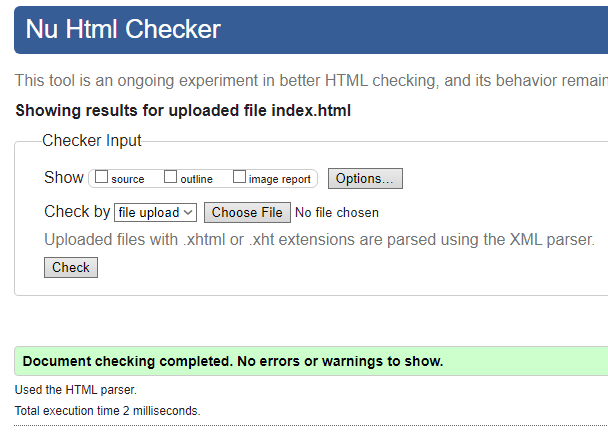 Nu Html Checker
This tool is an ongoing experiment in better HTML checking, and its behavior remain
Showing results for uploaded file index.html
Checker Input
Show source outline image report Options...
Check by file upload Choose File No file chosen
Uploaded files with .xhtml or .xht extensions are parsed using the XML parser.
Check
Document checking completed. No errors or warnings to show.
Used the HTML parser.
Total execution time 2 milliseconds.